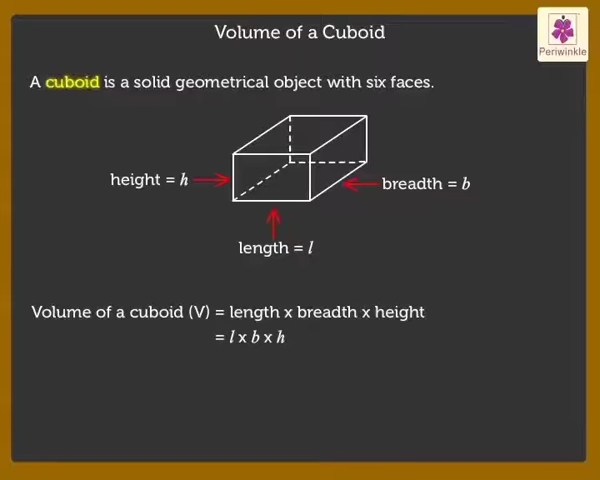 Volume of a Cuboid
Periwinkle
A cuboid is a solid geometrical object with six faces.
height = h
breadth = b
length = l
Volume of a cuboid (V) = length x breadth x height
= l x b x h